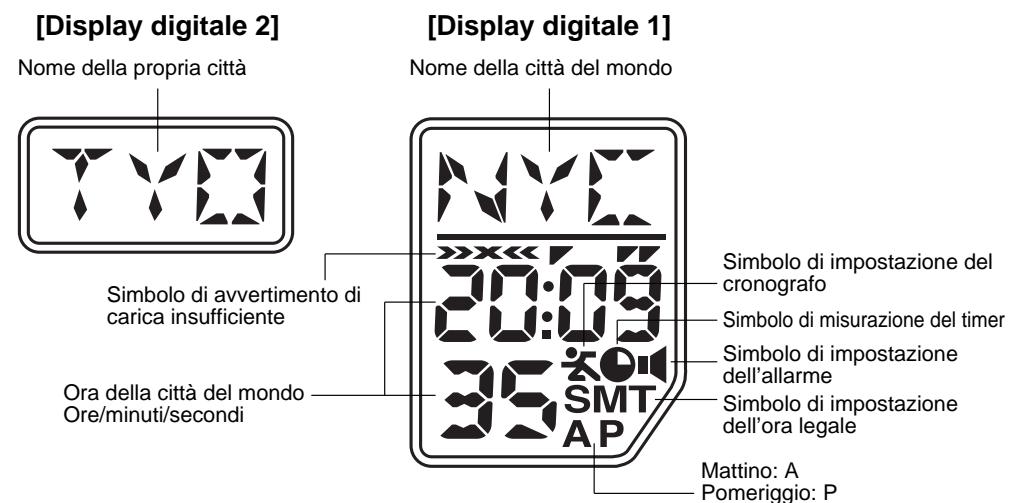 [Display digitale 2]
[Display digitale 1]
Nome della propria città
Nome della città del mondo
TYO
NYC
20:09
35
SMT
A P
Simbolo di avvertimento di
carica insufficiente
Ora della città del mondo
Ore/minuti/secondi
Simbolo di impostazione del
cronografo
Simbolo di misurazione del timer
Simbolo di impostazione
dell'allarme
Simbolo di impostazione
dell'ora legale
Mattino: A
Pomeriggio: P